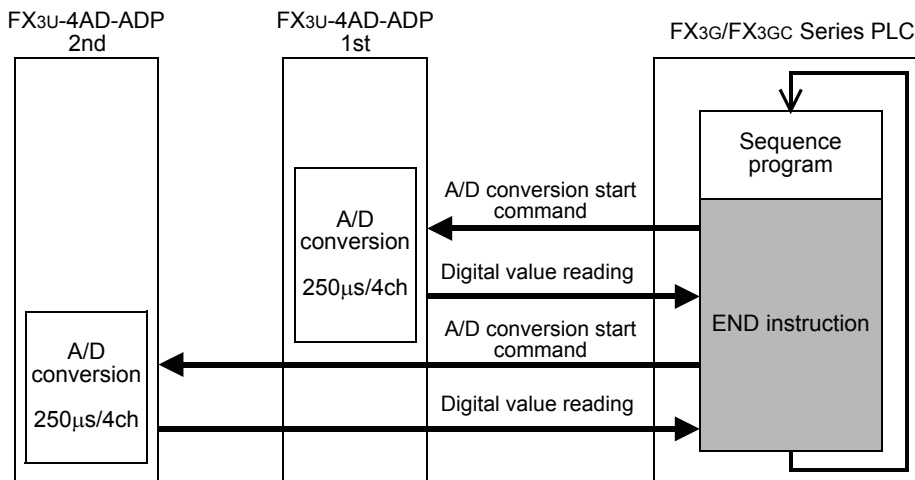 FX3U-4AD-ADP
2nd
FX3U-4AD-ADP
1st
FX3G/FX3GC Series PLC
Sequence
program
A/D conversion start
command
A/D
conversion
250μs/4ch
Digital value reading
END instruction
A/D conversion start
command
A/D
conversion
250μs/4ch
Digital value reading